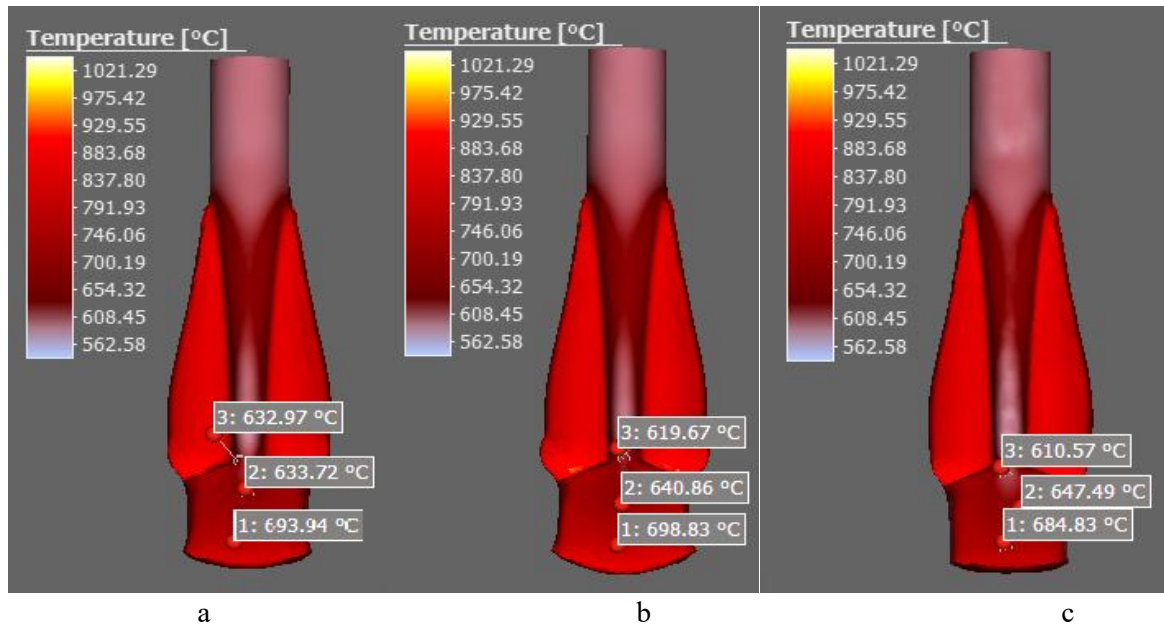 Temperature [°C]
1021.29
975.42
929.55
883.68
837.80
791.93
746.06
700.19
654.32
608.45
562.58
3: 632.97 °C
2: 633.72 °C
1: 693.94 °C
a
Temperature [°C]
1021.29
975.42
929.55
883.68
837.80
791.93
746.06
700.19
654.32
608.45
562.58
3: 619.67 °C
2: 640.86 °C
1: 698.83 °C
b
Temperature [°C]
1021.29
975.42
929.55
883.68
837.80
791.93
746.06
700.19
654.32
608.45
562.58
3: 610.57 °C
2: 647.49 °C
1: 684.83 °C
c